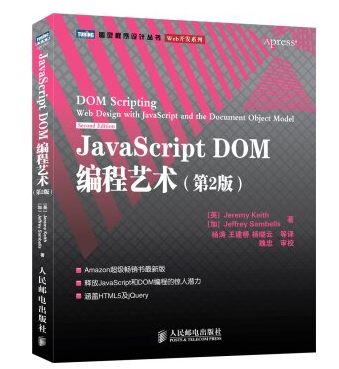 TURING
图灵程序设计丛书
Web开发系列
Apress
DOM Scripting
Web Design with JavaScript and the Document Object Model
Second Edition
JavaScript DOM
编程艺术(第2版)
[英] Jeremy Keith
[加] Jeffrey Sambells 著
杨涛 王建桥 杨晓云 等译
魏忠 审校
Amazon超级畅销书最新版
释放JavaScript和DOM编程的惊人潜力
涵盖HTML5及jQuery
人民邮电出版社
POSTS & TELECOM PRESS
JavaScript DOM 编程艺术
(第2版)
[英] Jeremy Keith
[加] Jeffrey Sambells
著
人民邮电出版社